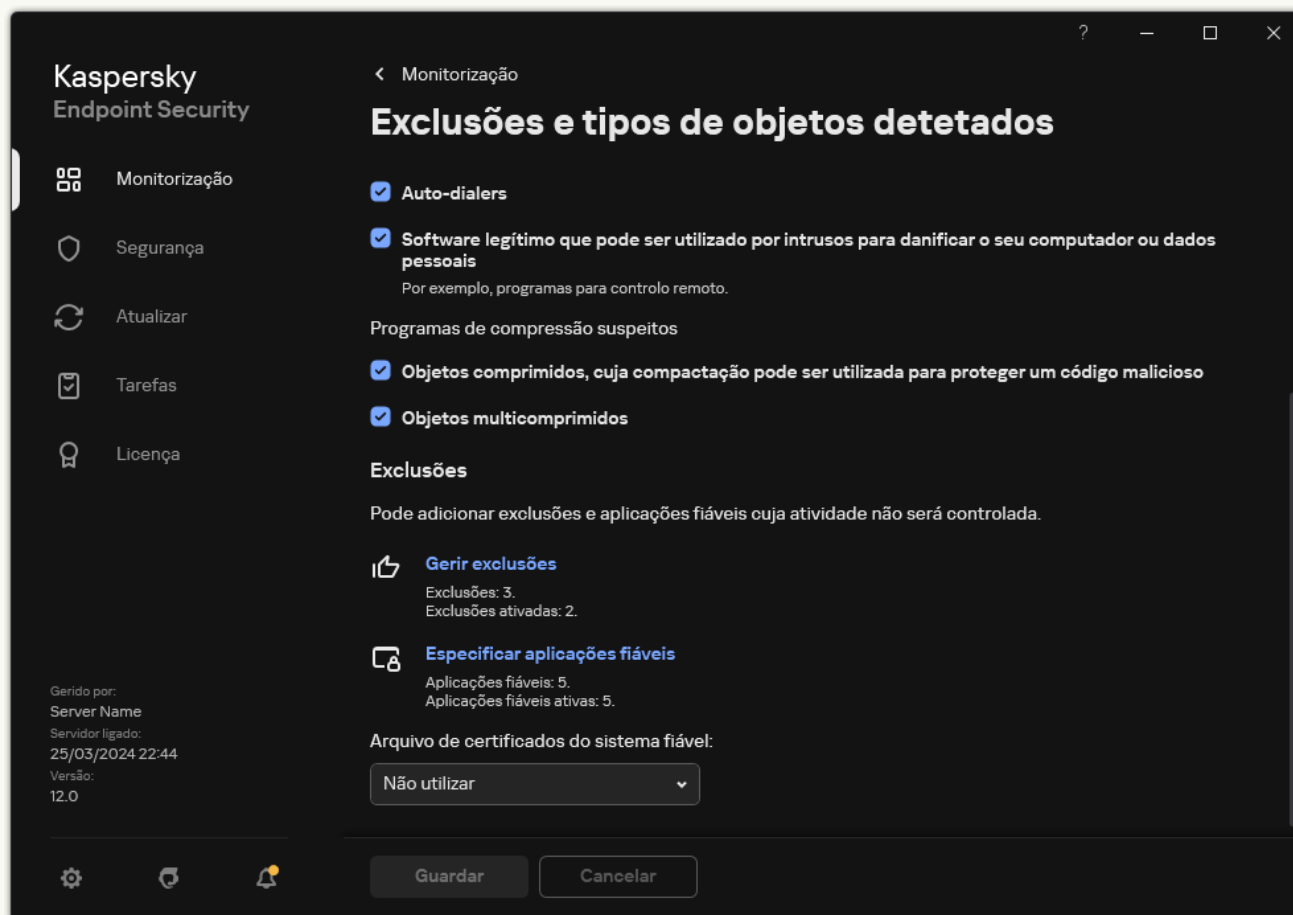 ?
Kaspersky
Endpoint Security
Monitorização
Segurança
Atualizar
Tarefas
Licença
Gerido por:
Server Name
Servidor ligado:
25/03/2024 22:44
Versão:
12.0
Monitorização
Exclusões e tipos de objetos detetados
Auto-dialers
Software legítimo que pode ser utilizado por intrusos para danificar o seu computador ou dados
pessoais
Por exemplo, programas para controlo remoto.
Programas de compressão suspeitos
Objetos comprimidos, cuja compactação pode ser utilizada para proteger um código malicioso
Objetos multicomprimidos
Exclusões
Pode adicionar exclusões e aplicações fiáveis cuja atividade não será controlada.
Gerir exclusões
Exclusões: 3.
Exclusões ativadas: 2.
Especificar aplicações fiáveis
Aplicações fiáveis: 5.
Aplicações fiáveis ativas: 5.
Arquivo de certificados do sistema fiável:
Não utilizar
Guardar
Cancelar